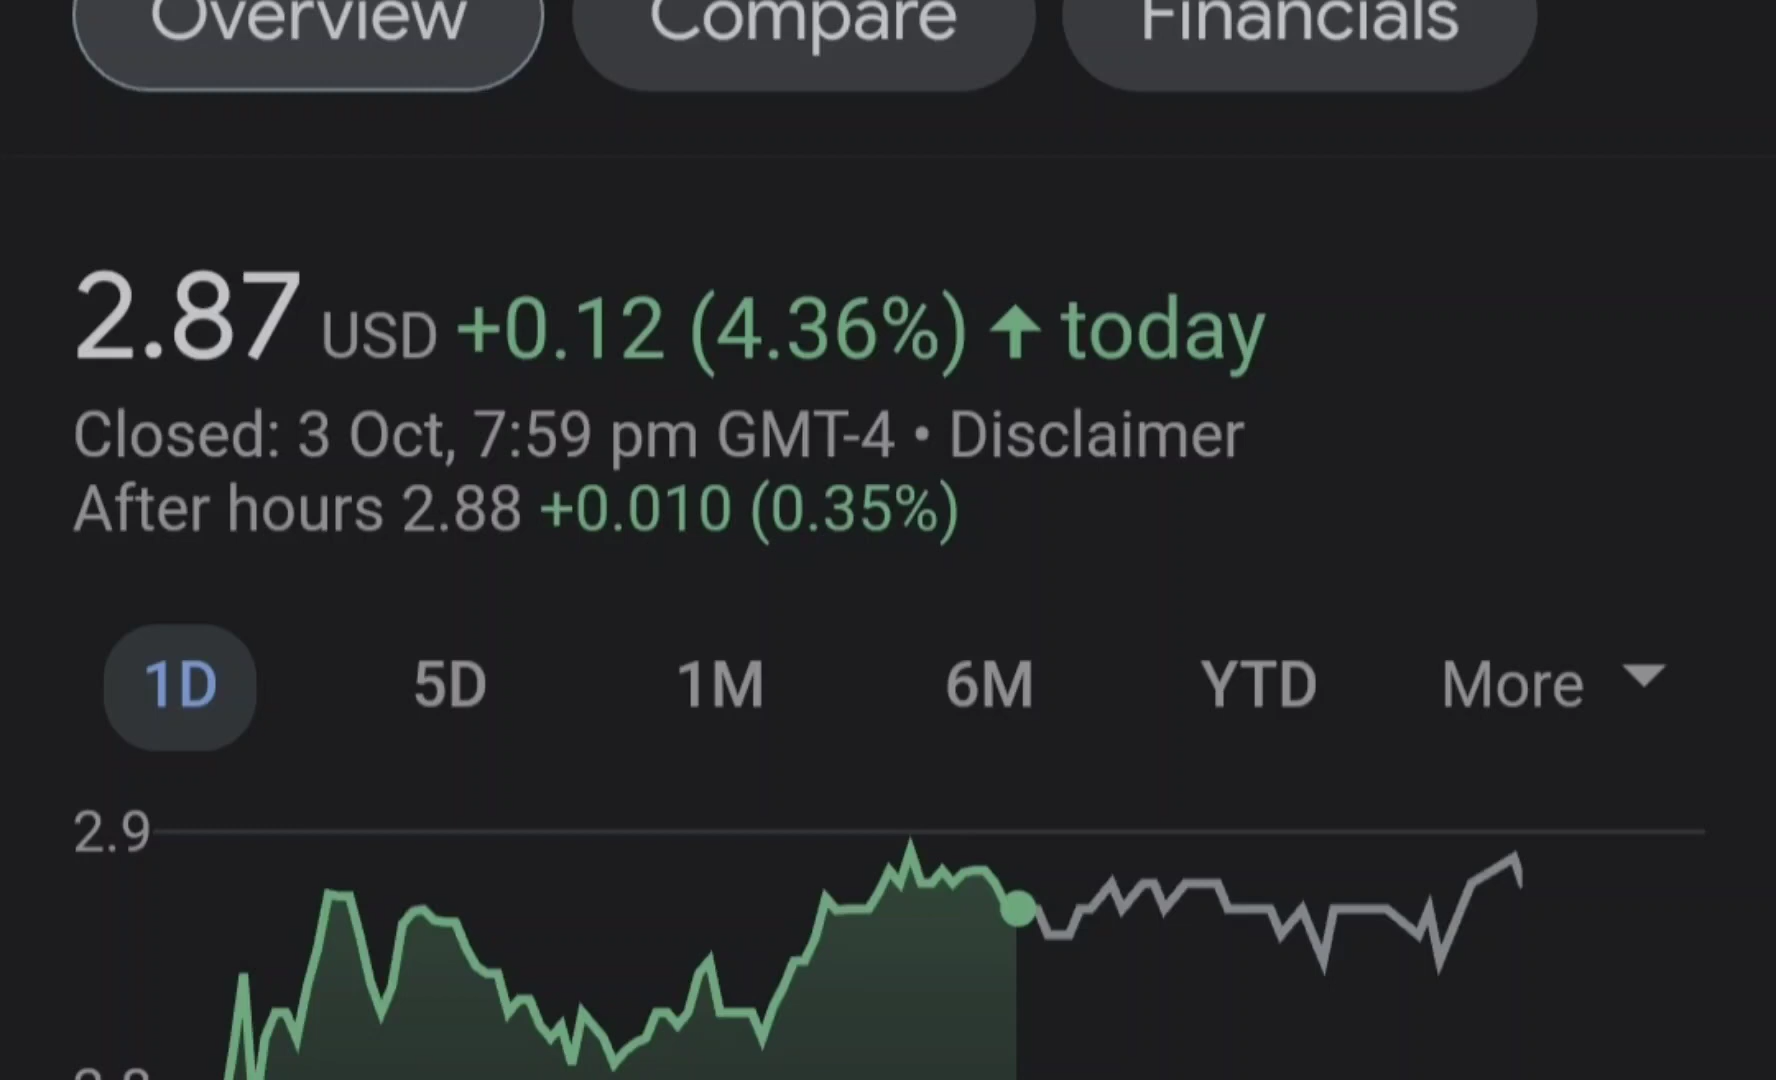 Overview Compare Financials
2.87 USD +0.12 (4.36%) ↑ today
Closed: 3 Oct, 7:59 pm GMT-4 • Disclaimer
After hours 2.88 +0.010 (0.35%)
1D 5D 1M 6M YTD More
2.9